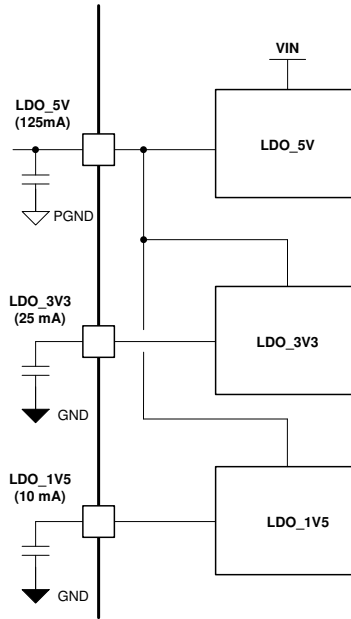 VIN
LDO_5V
(125mA)
LDO_5V
PGND
LDO_3V3
(25 mA)
LDO_3V3
GND
LDO_1V5
(10 mA)
LDO_1V5
GND